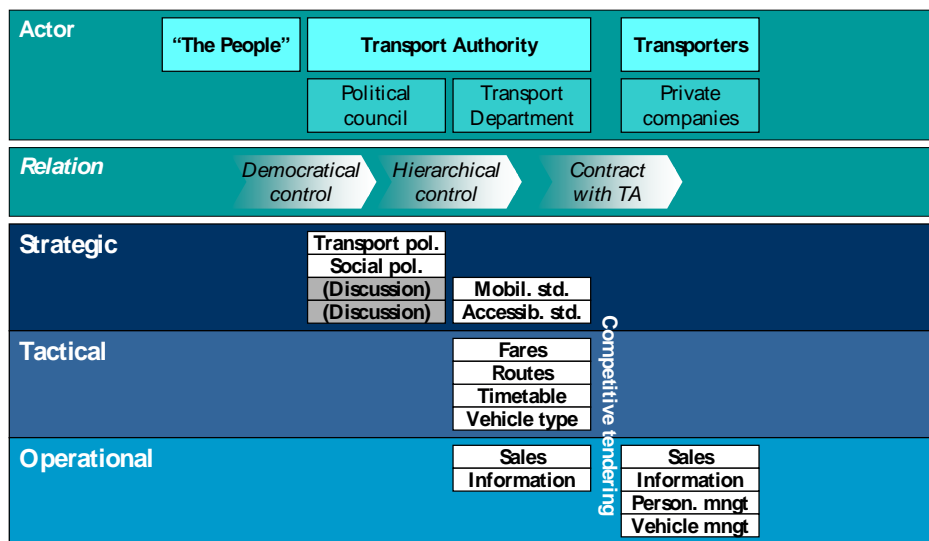 Actor
“The People”
Transport Authority
Transporters
Political
council
Transport
Department
Private
companies
Relation
Democratical
control
Hierarchical
control
Contract
with TA
Strategic
Transport pol.
Social pol.
(Discussion)
Mobil. std.
(Discussion)
Accessib. std.
Competitive tendering
Tactical
Fares
Routes
Timetable
Vehicle type
Operational
Sales
Sales
Information
Information
Person. mngt
Vehicle mngt